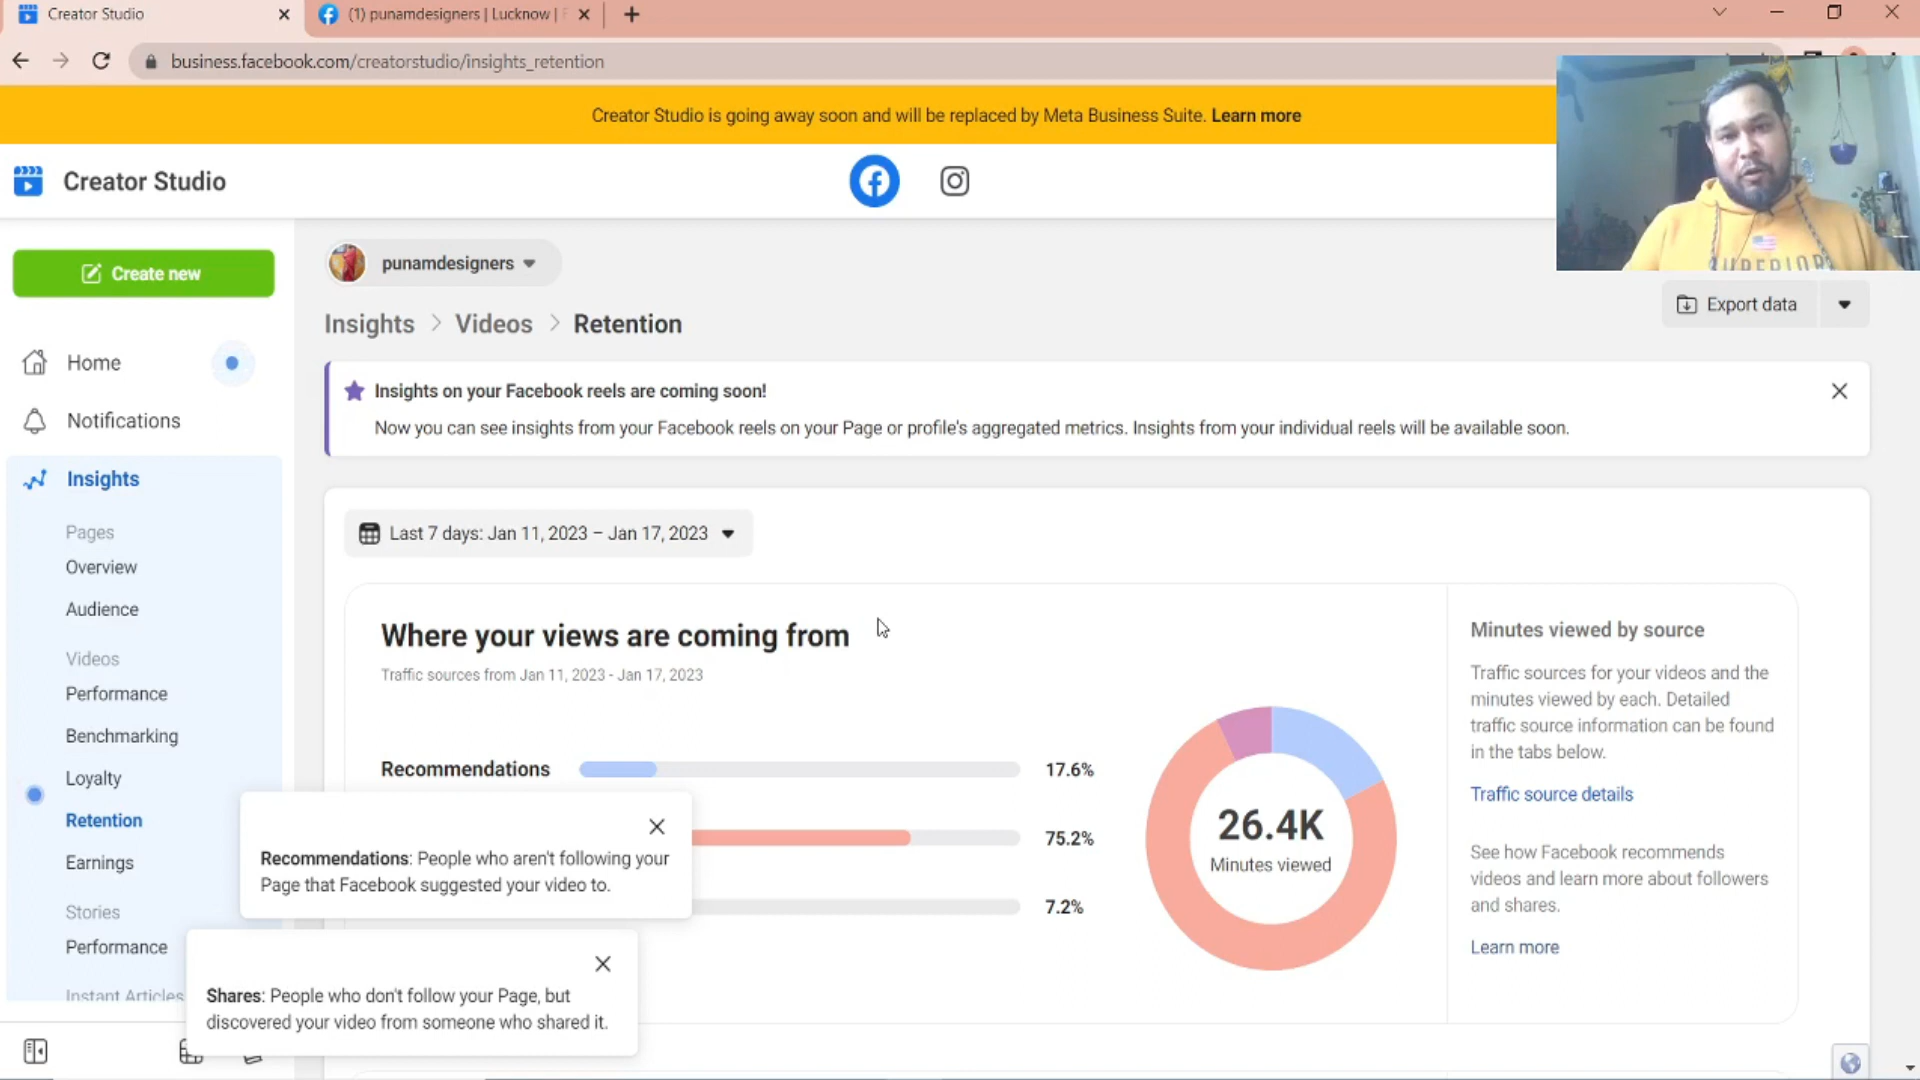 Creator Studio
(1) punamdesigners | Lucknow |
business.facebook.com/creatorstudio/insights_retention
Creator Studio is going away soon and will be replaced by Meta Business Suite. Learn more
Creator Studio
SUPERIOR
Create new
punamdesigners
Export data
Insights > Videos > Retention
Home
Insights on your Facebook reels are coming soon!
Notifications
Now you can see insights from your Facebook reels on your Page or profile's aggregated metrics. Insights from your individual reels will be available soon.
Insights
Pages
Overview
Audience
Videos
Performance
Benchmarking
Loyalty
Retention
Earnings
Stories
Performance
Instant Articles
Last 7 days: Jan 11, 2023 – Jan 17, 2023
Where your views are coming from
Traffic sources from Jan 11, 2023 - Jan 17, 2023
Recommendations
17.6%
75.2%
7.2%
26.4K
Minutes viewed
Minutes viewed by source
Traffic sources for your videos and the
minutes viewed by each. Detailed
traffic source information can be found
in the tabs below.
Traffic source details
See how Facebook recommends
videos and learn more about followers
and shares.
Learn more
Recommendations: People who aren't following your
Page that Facebook suggested your video to.
Shares: People who don't follow your Page, but
discovered your video from someone who shared it.